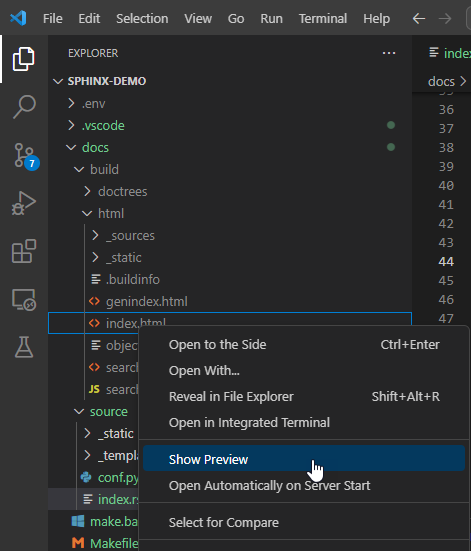 File Edit Selection View Go Run Terminal Help
EXPLORER
SPHINX-DEMO
.env
.vscode
docs
build
doctrees
html
_sources
_static
.buildinfo
genindex.html
index.html
objec
searc
JS searc
source
_static
_templa
conf.py
index.rs
make.ba
M Makefile
7
index
docs
36
37
38
39
40
41
42
43
44
45
46
47
Open to the Side Ctrl+Enter
Open With...
Reveal in File Explorer Shift+Alt+R
Open in Integrated Terminal
Show Preview
Open Automatically on Server Start
Select for Compare